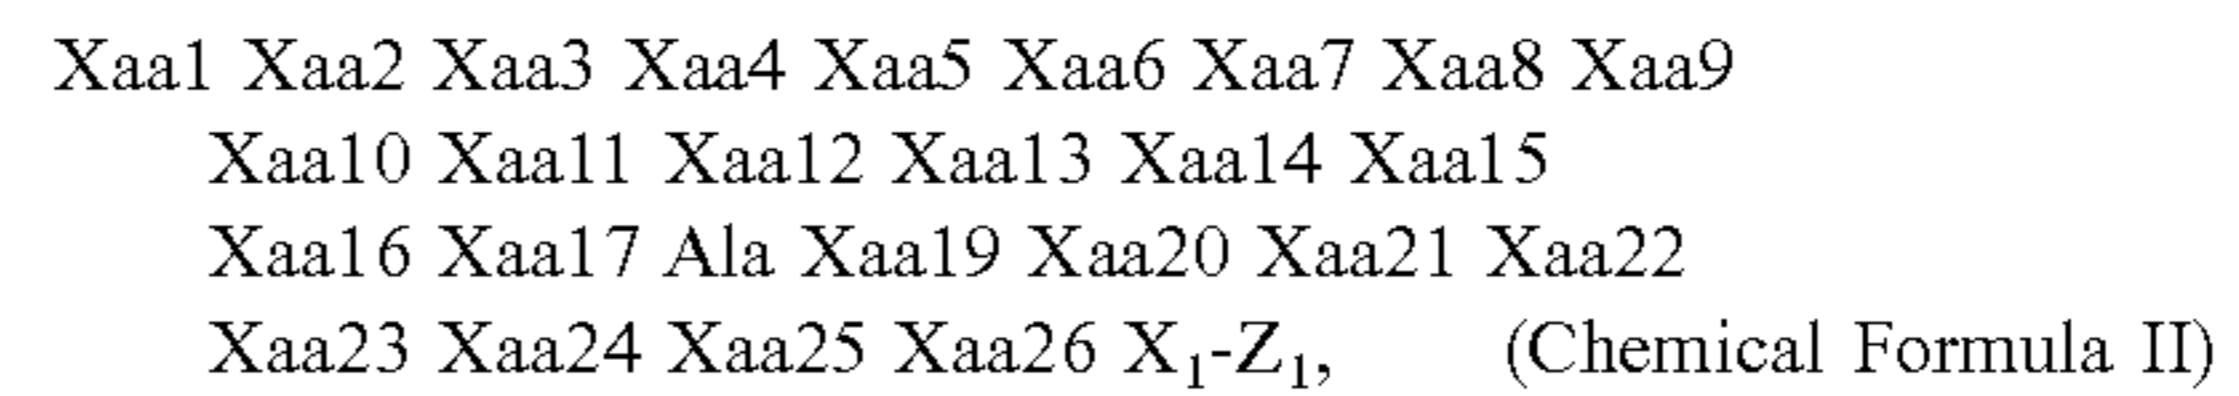 Xaa1 Xaa2 Xaa3 Xaa4 Xaa5 Xaa6 Xaa7 Xaa8 Xaa9
Xaa10 Xaa11 Xaa12 Xaa13 Xaa14 Xaa15
Xaa16 Xaa17 Ala Xaa19 Xaa20 Xaa21 Xaa22
Xaa23 Xaa24 Xaa25 Xaa26 X₁-Z₁, (Chemical Formula II)